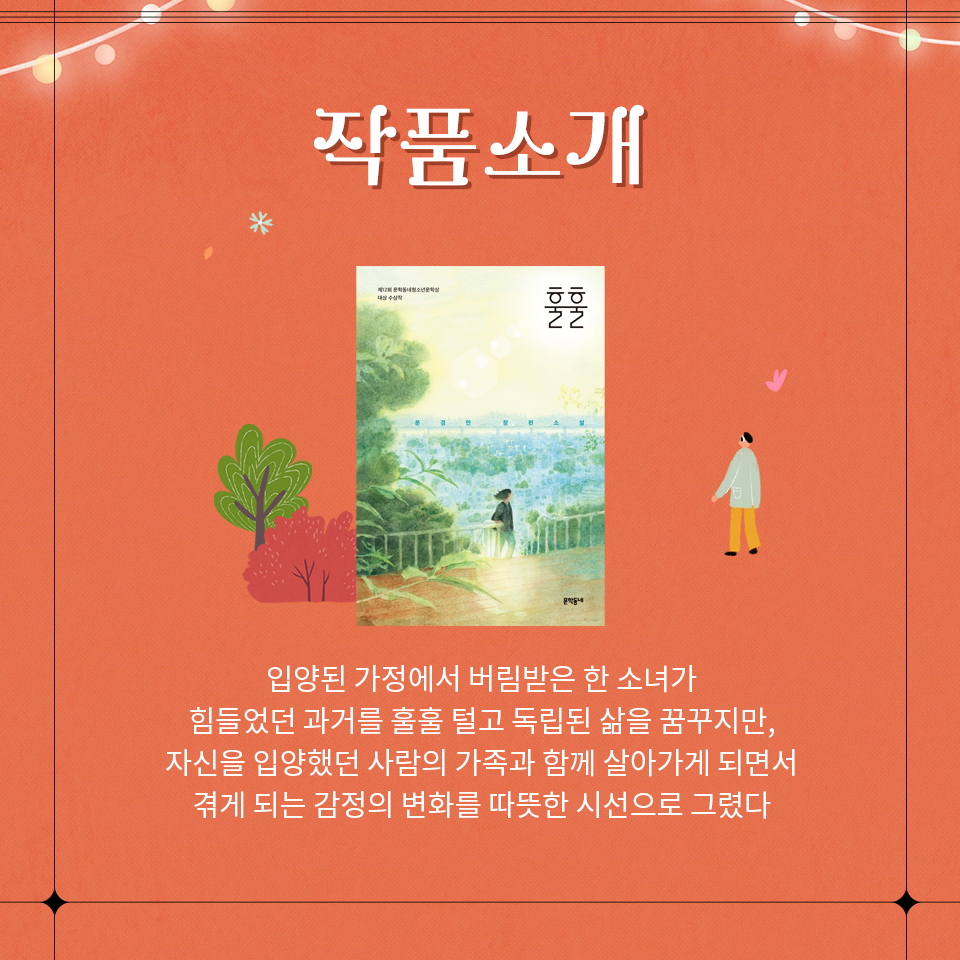 작품소개
제12회 문학동네청소년문학상
대상 수상작
훌훌
문경민 장편소설
문학동네
입양된 가정에서 버림받은 한 소녀가
힘들었던 과거를 훌훌 털고 독립된 삶을 꿈꾸지만,
자신을 입양했던 사람의 가족과 함께 살아가게 되면서
겪게 되는 감정의 변화를 따뜻한 시선으로 그렸다